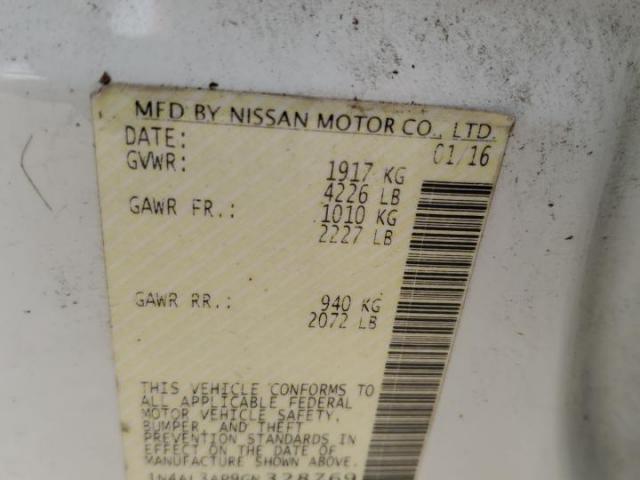 MFD BY NISSAN MOTOR CO., LTD.
DATE: 01/16
GVWR: 1917 KG
4226 LB
GAWR FR.: 1010 KG
2227 LB
GAWR RR.: 940 KG
2072 LB
THIS VEHICLE CONFORMS TO
ALL APPLICABLE FEDERAL
MOTOR VEHICLE SAFETY,
BUMPER, AND THEFT
PREVENTION STANDARDS IN
EFFECT ON THE DATE OF
MANUFACTURE SHOWN ABOVE.